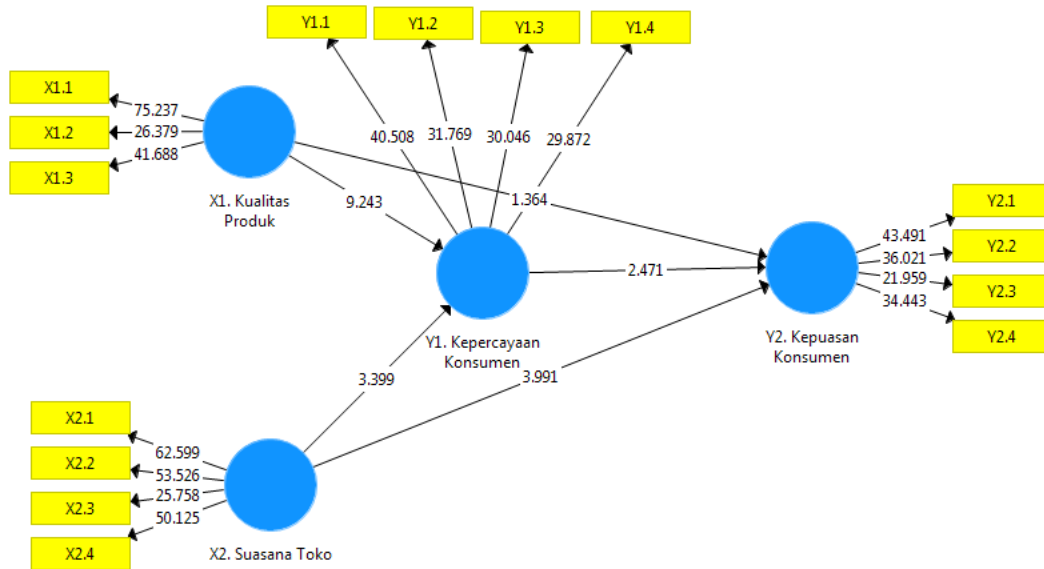 Y1.1
Y1.2
Y1.3
Y1.4
X1.1
X1.2
X1.3
75.237
26.379
41.688
40.508
31.769
30.046
29.872
X1. Kualitas
Produk
9.243
1.364
Y2.1
Y2.2
Y2.3
Y2.4
43.491
36.021
21.959
34.443
2.471
Y1. Kepercayaan
Konsumen
Y2. Kepuasan
Konsumen
3.399
3.991
X2.1
X2.2
X2.3
X2.4
62.599
53.526
25.758
50.125
X2. Suasana Toko